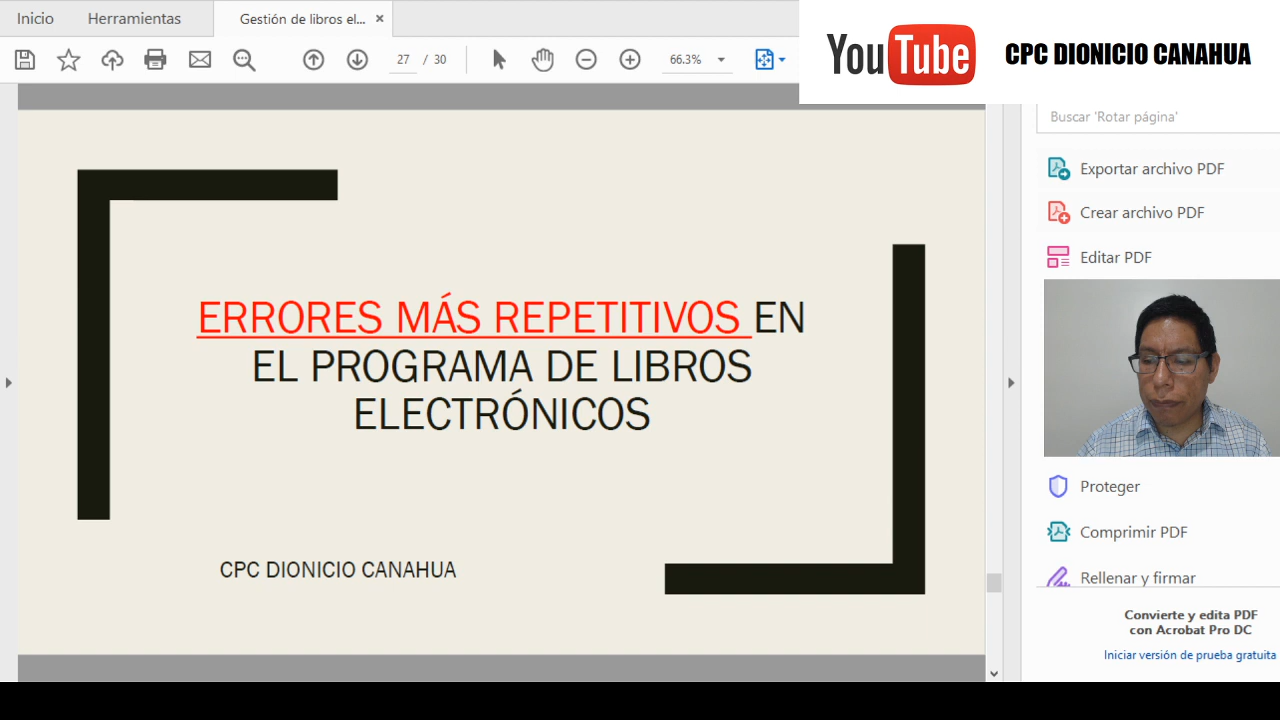 Inicio Herramientas Gestión de libros el... ×
27 / 30 66.3%
YouTube CPC DIONICIO CANAHUA
Buscar 'Rotar página'
Exportar archivo PDF
Crear archivo PDF
Editar PDF
ERRORES MÁS REPETITIVOS EN
EL PROGRAMA DE LIBROS
ELECTRÓNICOS
CPC DIONICIO CANAHUA
Proteger
Comprimir PDF
Rellenar y firmar
Convierte y edita PDF
con Acrobat Pro DC
Iniciar versión de prueba gratuita